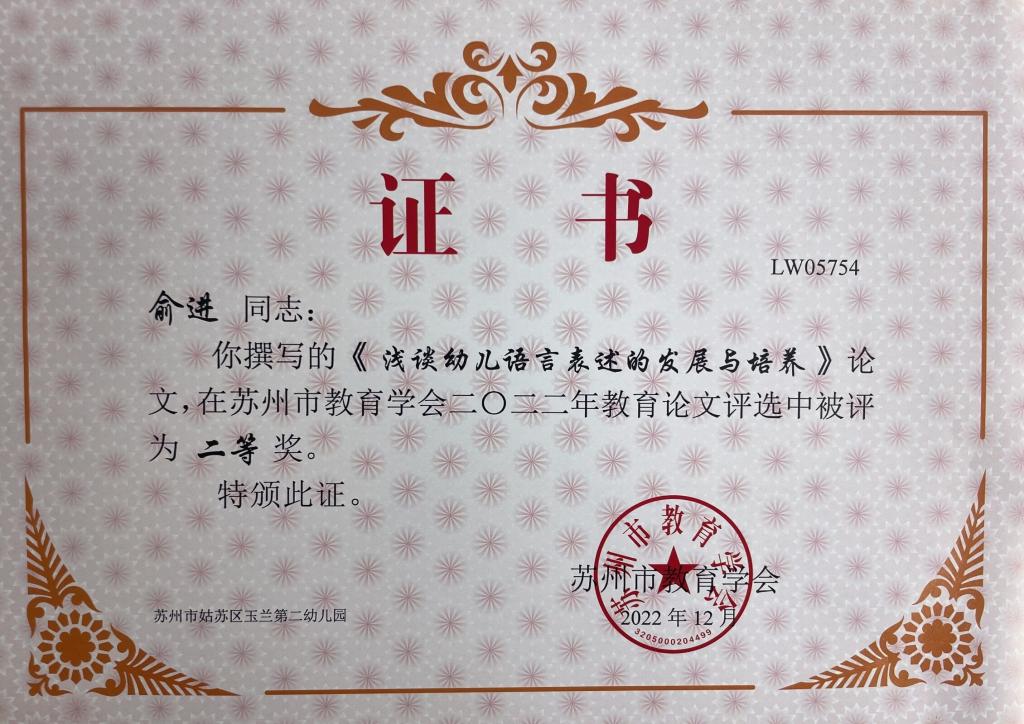 证 书
LW05754
俞进 同志：
你撰写的《浅谈幼儿语言表述的发展与培养》论
文，在苏州市教育学会二〇二二年教育论文评选中被评
为 二等 奖。
特颁此证。
苏州市教育学会
苏州市教育学会
2022 年 12 月
3205000204499
苏州市姑苏区玉兰第二幼儿园